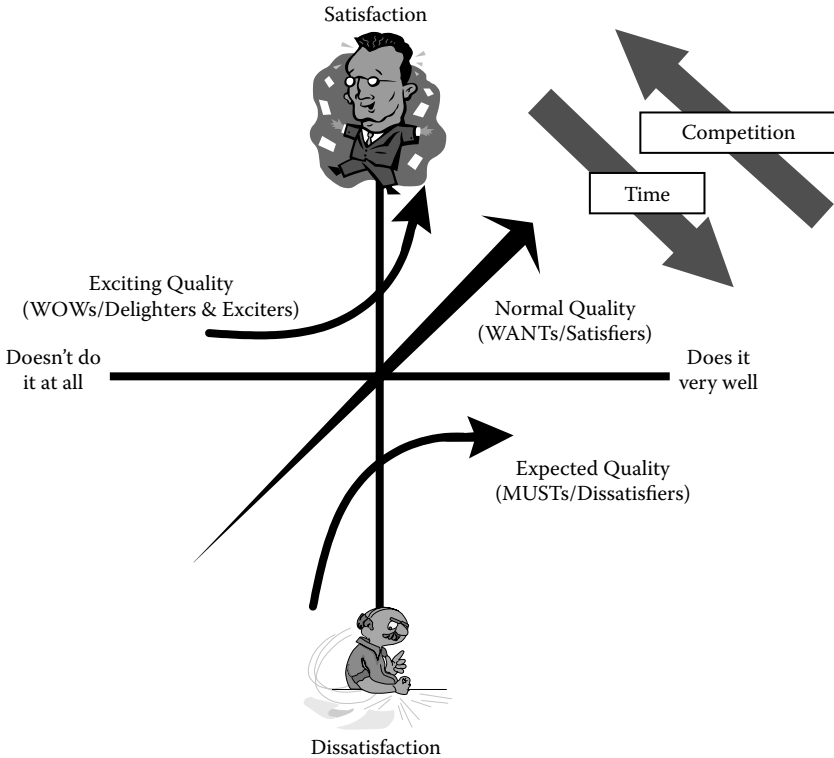 Satisfaction
Competition
Time
Exciting Quality
(WOWs/Delighters & Exciters)
Normal Quality
(WANTS/Satisfiers)
Doesn’t do
it at all
Does it
very well
Expected Quality
(MUSTs/Dissatisfiers)
Dissatisfaction